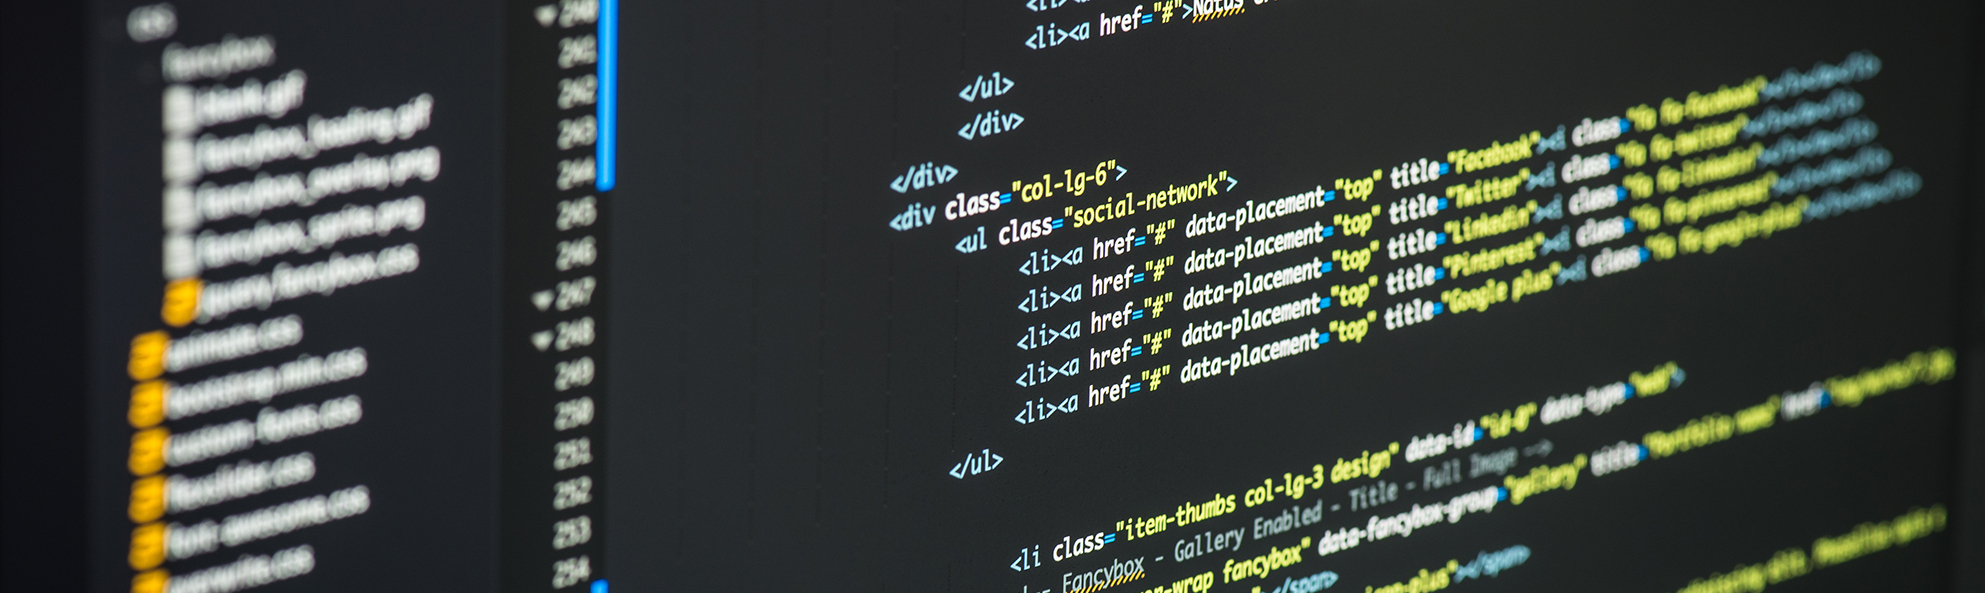 css
fancybox
blank.gif
fancybox_loading.gif
fancybox_overlay.png
fancybox_sprite.png
jquery.fancybox.css
animate.css
bootstrap.min.css
custom-fonts.css
flexslider.css
font-awesome.css
overwrite.css
240
241
242
243
244
245
246
247
248
249
250
251
252
253
254
<li><a href="#">Natus
</ul>
</div>
</div>
<div class="col-lg-6">
<ul class="social-network">
<li><a href="#" data-placement="top" title="Facebook"><i class="fa fa-facebook"></i></a></li>
<li><a href="#" data-placement="top" title="Twitter"><i class="fa fa-twitter"></i></a></li>
<li><a href="#" data-placement="top" title="Linkedin"><i class="fa fa-linkedin"></i></a></li>
<li><a href="#" data-placement="top" title="Pinterest"><i class="fa fa-pinterest"></i></a></li>
<li><a href="#" data-placement="top" title="Google plus"><i class="fa fa-google-plus"></i></a></li>
</ul>
<li class="item-thumbs col-lg-3 design" data-id="id-0" data-type="web">
Fancybox - Gallery Enabled - Title - Full Image -->
fancybox" data-fancybox-group="gallery" title="Portfolio name"
</span>
</span>